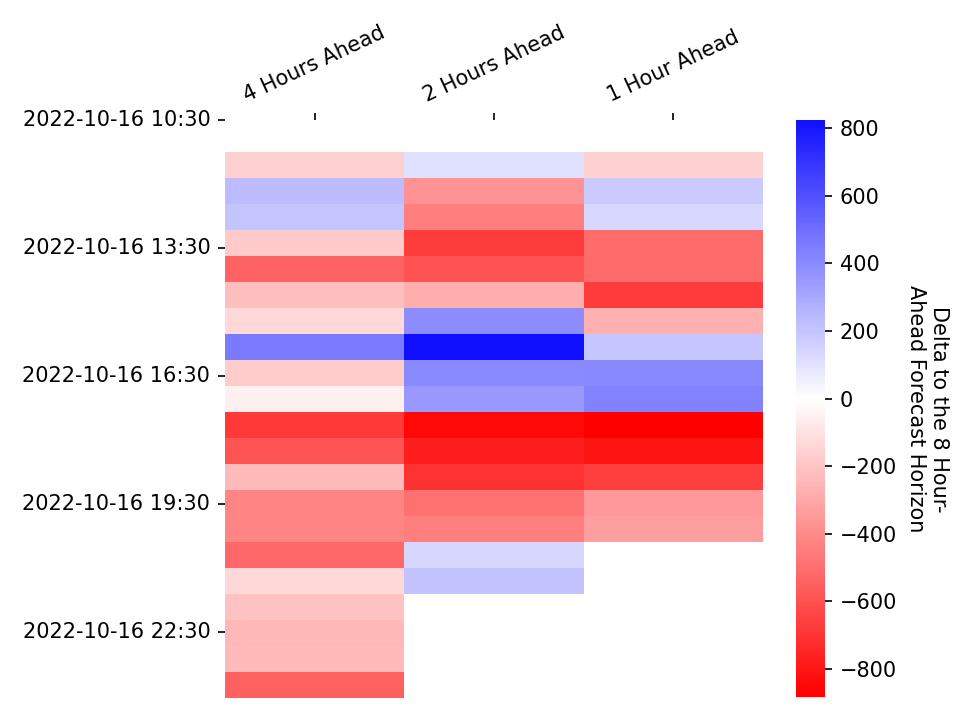 4 Hours Ahead
2 Hours Ahead
1 Hour Ahead
2022-10-16 10:30
2022-10-16 13:30
2022-10-16 16:30
2022-10-16 19:30
2022-10-16 22:30
800
600
400
200
0
−200
−400
−600
−800
Delta to the 8 Hour-
Ahead Forecast Horizon